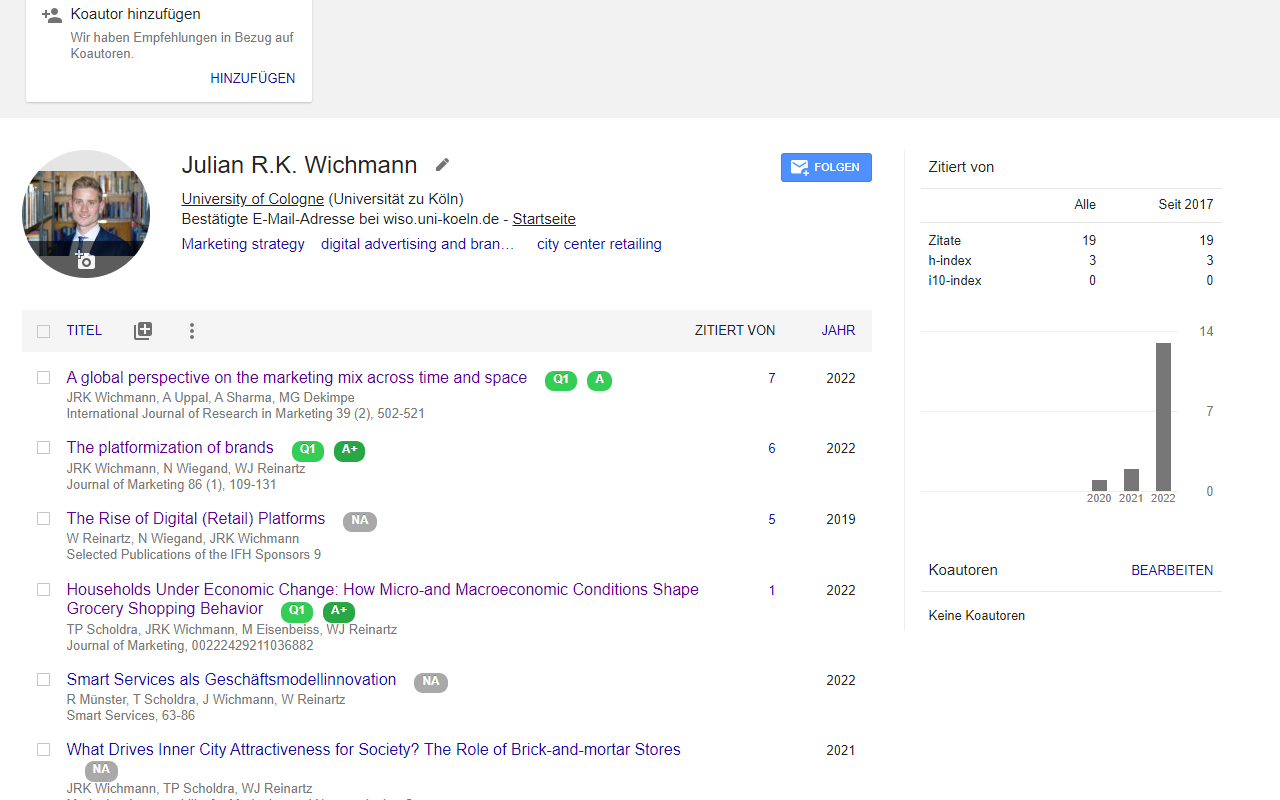 Koautor hinzufügen
Wir haben Empfehlungen in Bezug auf
Koautoren.
HINZUFÜGEN
Julian R.K. Wichmann
FOLGEN
University of Cologne (Universität zu Köln)
Bestätigte E-Mail-Adresse bei wiso.uni-koeln.de - Startseite
Marketing strategy digital advertising and bran… city center retailing
TITEL ZITIERT VON JAHR
A global perspective on the marketing mix across time and space Q1 A 7 2022
JRK Wichmann, A Uppal, A Sharma, MG Dekimpe
International Journal of Research in Marketing 39 (2), 502-521
The platformization of brands Q1 A+ 6 2022
JRK Wichmann, N Wiegand, WJ Reinartz
Journal of Marketing 86 (1), 109-131
The Rise of Digital (Retail) Platforms NA 5 2019
W Reinartz, N Wiegand, JRK Wichmann
Selected Publications of the IFH Sponsors 9
Households Under Economic Change: How Micro-and Macroeconomic Conditions Shape 1 2022
Grocery Shopping Behavior Q1 A+
TP Scholdra, JRK Wichmann, M Eisenbeiss, WJ Reinartz
Journal of Marketing, 00222429211036882
Smart Services als Geschäftsmodellinnovation NA 2022
R Münster, T Scholdra, J Wichmann, W Reinartz
Smart Services, 63-86
What Drives Inner City Attractiveness for Society? The Role of Brick-and-mortar Stores 2021
NA
JRK Wichmann, TP Scholdra, WJ Reinartz
Zitiert von
Alle Seit 2017
Zitate 19 19
h-index 3 3
i10-index 0 0
14
7
0
2020 2021 2022
Koautoren BEARBEITEN
Keine Koautoren